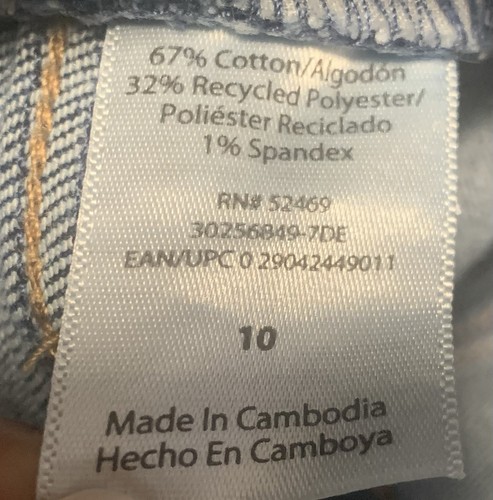 67% Cotton/Algodón
32% Recycled Polyester/
Poliéster Reciclado
1% Spandex
RN# 52469
30256849-7DE
EAN/UPC 0 29042449011
10
Made In Cambodia
Hecho En Camboya